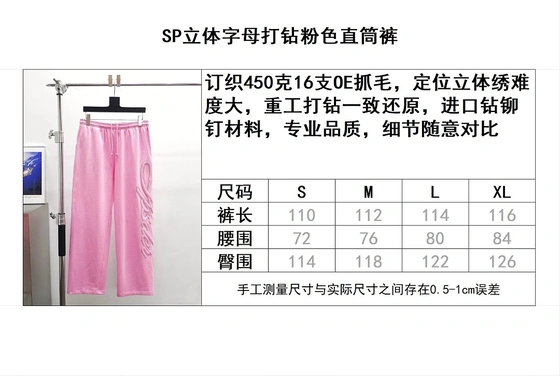 SP立体字母打钻粉色直筒裤
订织450克16支OE抓毛，定位立体绣难
度大，重工打钻一致还原，进口钻铆
钉材料，专业品质，细节随意对比
尺码 S M L XL
裤长 110 112 114 116
腰围 72 76 80 84
臀围 114 118 122 126
手工测量尺寸与实际尺寸之间存在0.5-1cm误差